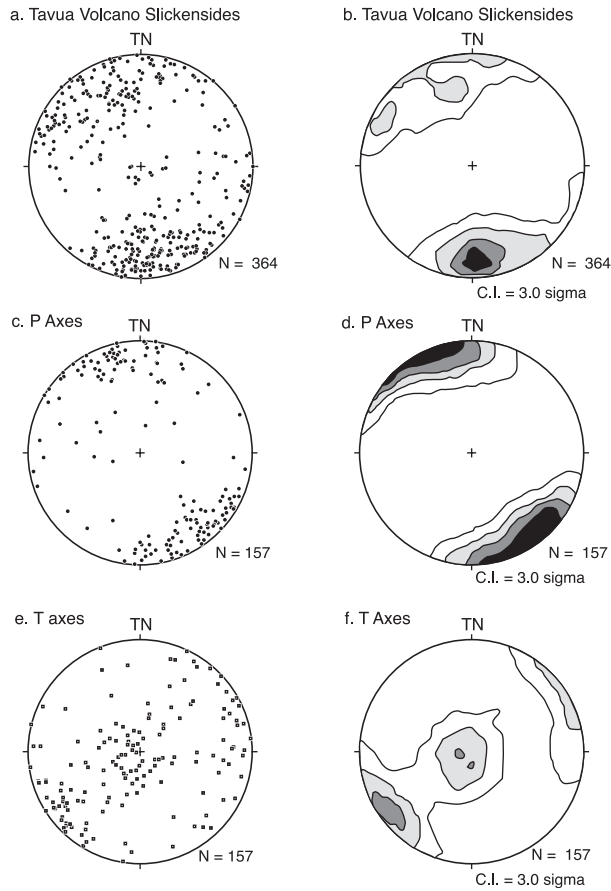 a. Tavua Volcano Slickensides
TN
N = 364
b. Tavua Volcano Slickensides
TN
N = 364
C.I. = 3.0 sigma
c. P Axes
TN
N = 157
d. P Axes
TN
N = 157
C.I. = 3.0 sigma
e. T axes
TN
N = 157
f. T Axes
TN
N = 157
C.I. = 3.0 sigma